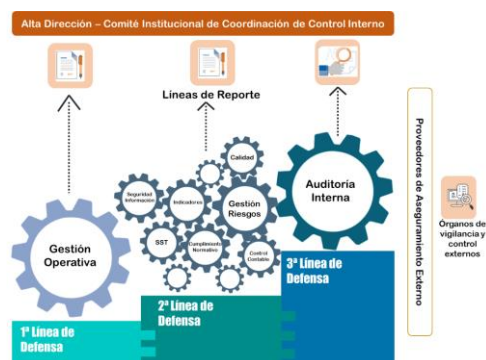 Alta Dirección – Comité Institucional de Coordinación de Control Interno
Líneas de Reporte
Calidad
Seguridad
Información
Indicadores
Gestión
Riesgos
SST
Cumplimiento
Normativo
Control
Contable
Gestión
Operativa
Auditoría
Interna
1ª Línea de
Defensa
2ª Línea de
Defensa
3ª Línea de
Defensa
Proveedores de Aseguramiento Externo
Órganos de
vigilancia y
control
externos